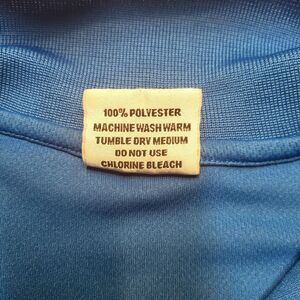 100% POLYESTER
MACHINE WASH WARM
TUMBLE DRY MEDIUM
DO NOT USE
CHLORINE BLEACH